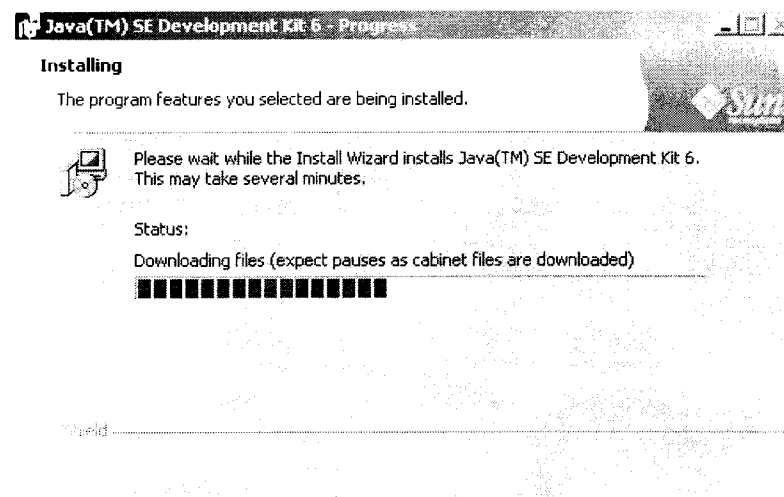 Java(TM) SE Development Kit 6 - Progress
Installing
The program features you selected are being installed.
Sun
Please wait while the Install Wizard installs Java(TM) SE Development Kit 6.
This may take several minutes.
Status:
Downloading files (expect pauses as cabinet files are downloaded)